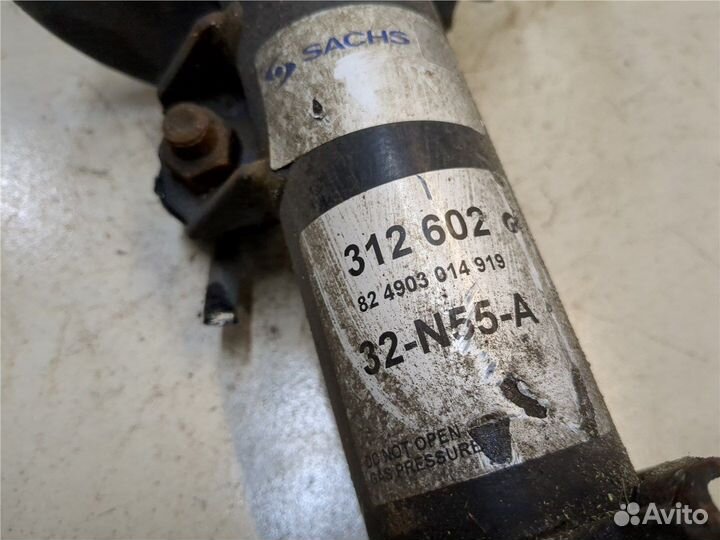 SACHS
312 602
82 4903 014 919
32-N55-A
DO NOT OPEN
GAS PRESSURE
Avito